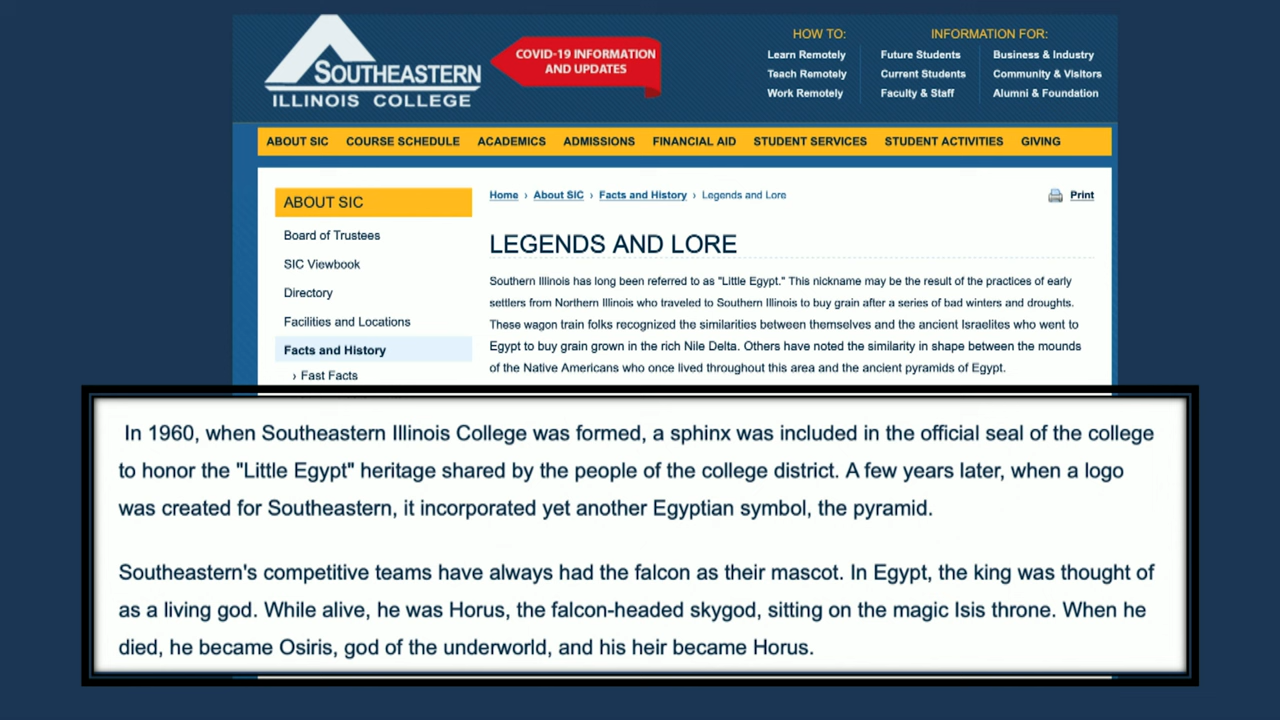 SOUTHEASTERN
ILLINOIS COLLEGE
COVID-19 INFORMATION
AND UPDATES
HOW TO:
Learn Remotely
Teach Remotely
Work Remotely
INFORMATION FOR:
Future Students
Current Students
Faculty & Staff
Business & Industry
Community & Visitors
Alumni & Foundation
ABOUT SIC COURSE SCHEDULE ACADEMICS ADMISSIONS FINANCIAL AID STUDENT SERVICES STUDENT ACTIVITIES GIVING
ABOUT SIC
Board of Trustees
SIC Viewbook
Directory
Facilities and Locations
Facts and History
› Fast Facts
Home › About SIC › Facts and History › Legends and Lore
Print
LEGENDS AND LORE
Southern Illinois has long been referred to as "Little Egypt." This nickname may be the result of the practices of early
settlers from Northern Illinois who traveled to Southern Illinois to buy grain after a series of bad winters and droughts.
These wagon train folks recognized the similarities between themselves and the ancient Israelites who went to
Egypt to buy grain grown in the rich Nile Delta. Others have noted the similarity in shape between the mounds
of the Native Americans who once lived throughout this area and the ancient pyramids of Egypt.
In 1960, when Southeastern Illinois College was formed, a sphinx was included in the official seal of the college
to honor the "Little Egypt" heritage shared by the people of the college district. A few years later, when a logo
was created for Southeastern, it incorporated yet another Egyptian symbol, the pyramid.
Southeastern's competitive teams have always had the falcon as their mascot. In Egypt, the king was thought of
as a living god. While alive, he was Horus, the falcon-headed skygod, sitting on the magic Isis throne. When he
died, he became Osiris, god of the underworld, and his heir became Horus.